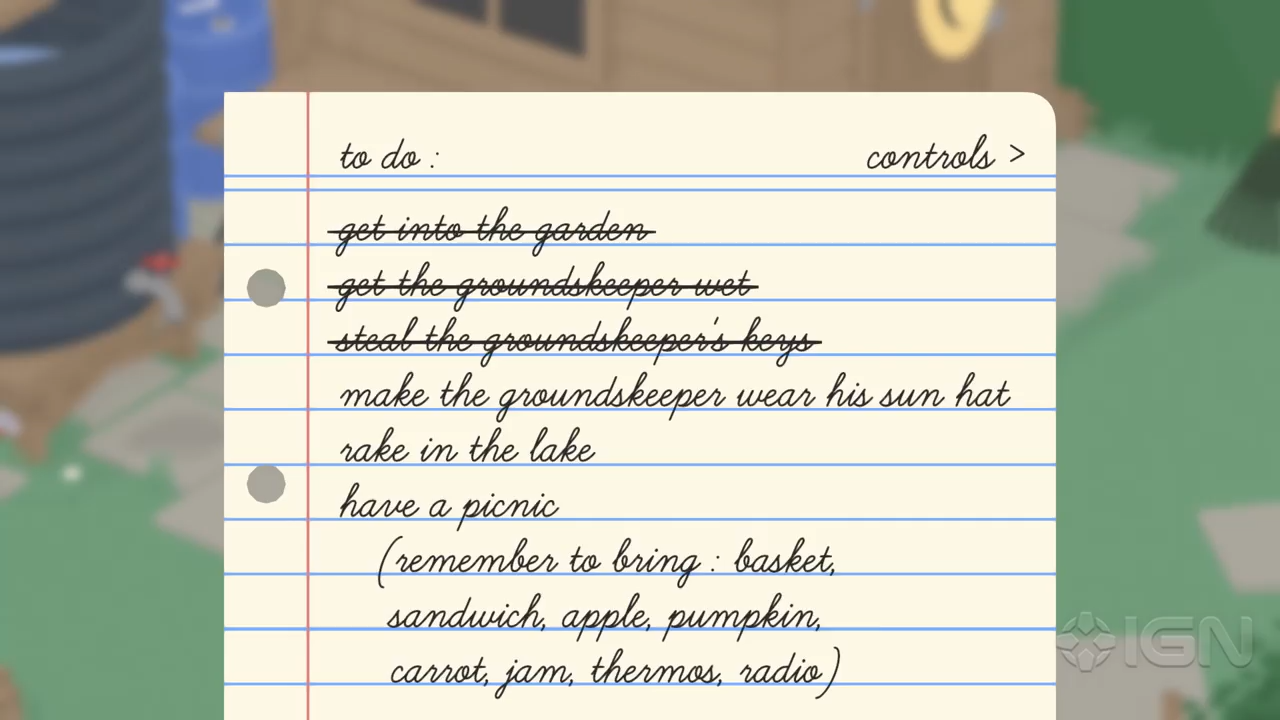 to do :
controls >
get into the garden
get the groundskeeper wet
steal the groundskeeper's keys
make the groundskeeper wear his sun hat
rake in the lake
have a picnic
(remember to bring : basket,
sandwich, apple, pumpkin,
carrot, jam, thermos, radio)
IGN